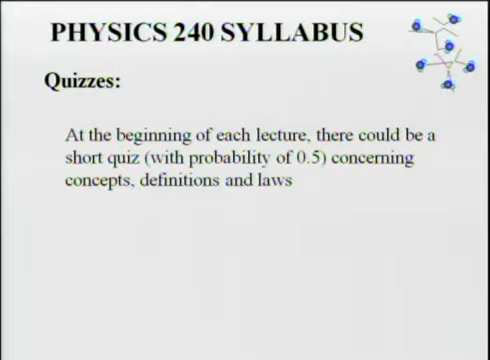 PHYSICS 240 SYLLABUS
Quizzes:
At the beginning of each lecture, there could be a
short quiz (with probability of 0.5) concerning
concepts, definitions and laws